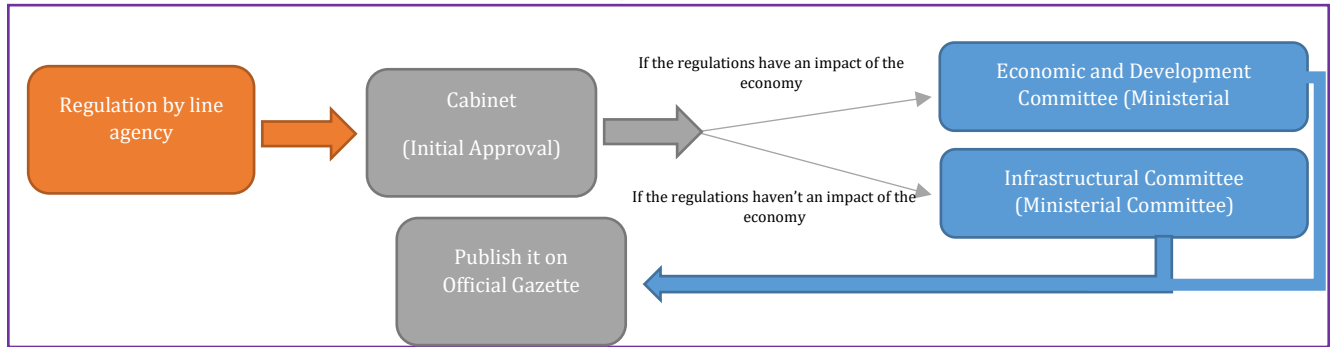 Regulation by line
agency
Cabinet
(Initial Approval)
If the regulations have an impact of the
economy
Economic and Development
Committee (Ministerial
If the regulations haven’t an impact of the
economy
Infrastructural Committee
(Ministerial Committee)
Publish it on
Official Gazette